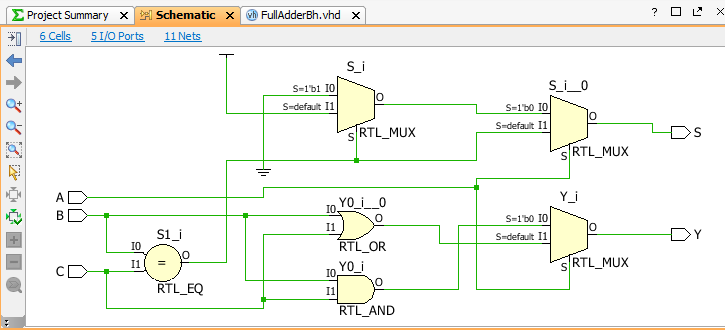 Project Summary Schematic FullAdderBh.vhd
6 Cells 5 I/O Ports 11 Nets
S_i
S=1'b1 I0
S=default I1
O
S
RTL_MUX
S_i__0
S=1'b0 I0
S=default I1
O
S
RTL_MUX
S
A
B
C
S1_i
I0
I1
=
O
RTL_EQ
Y0_i__0
I0
I1
O
RTL_OR
Y0_i
I0
I1
O
RTL_AND
Y_i
S=1'b0 I0
S=default I1
O
S
RTL_MUX
Y